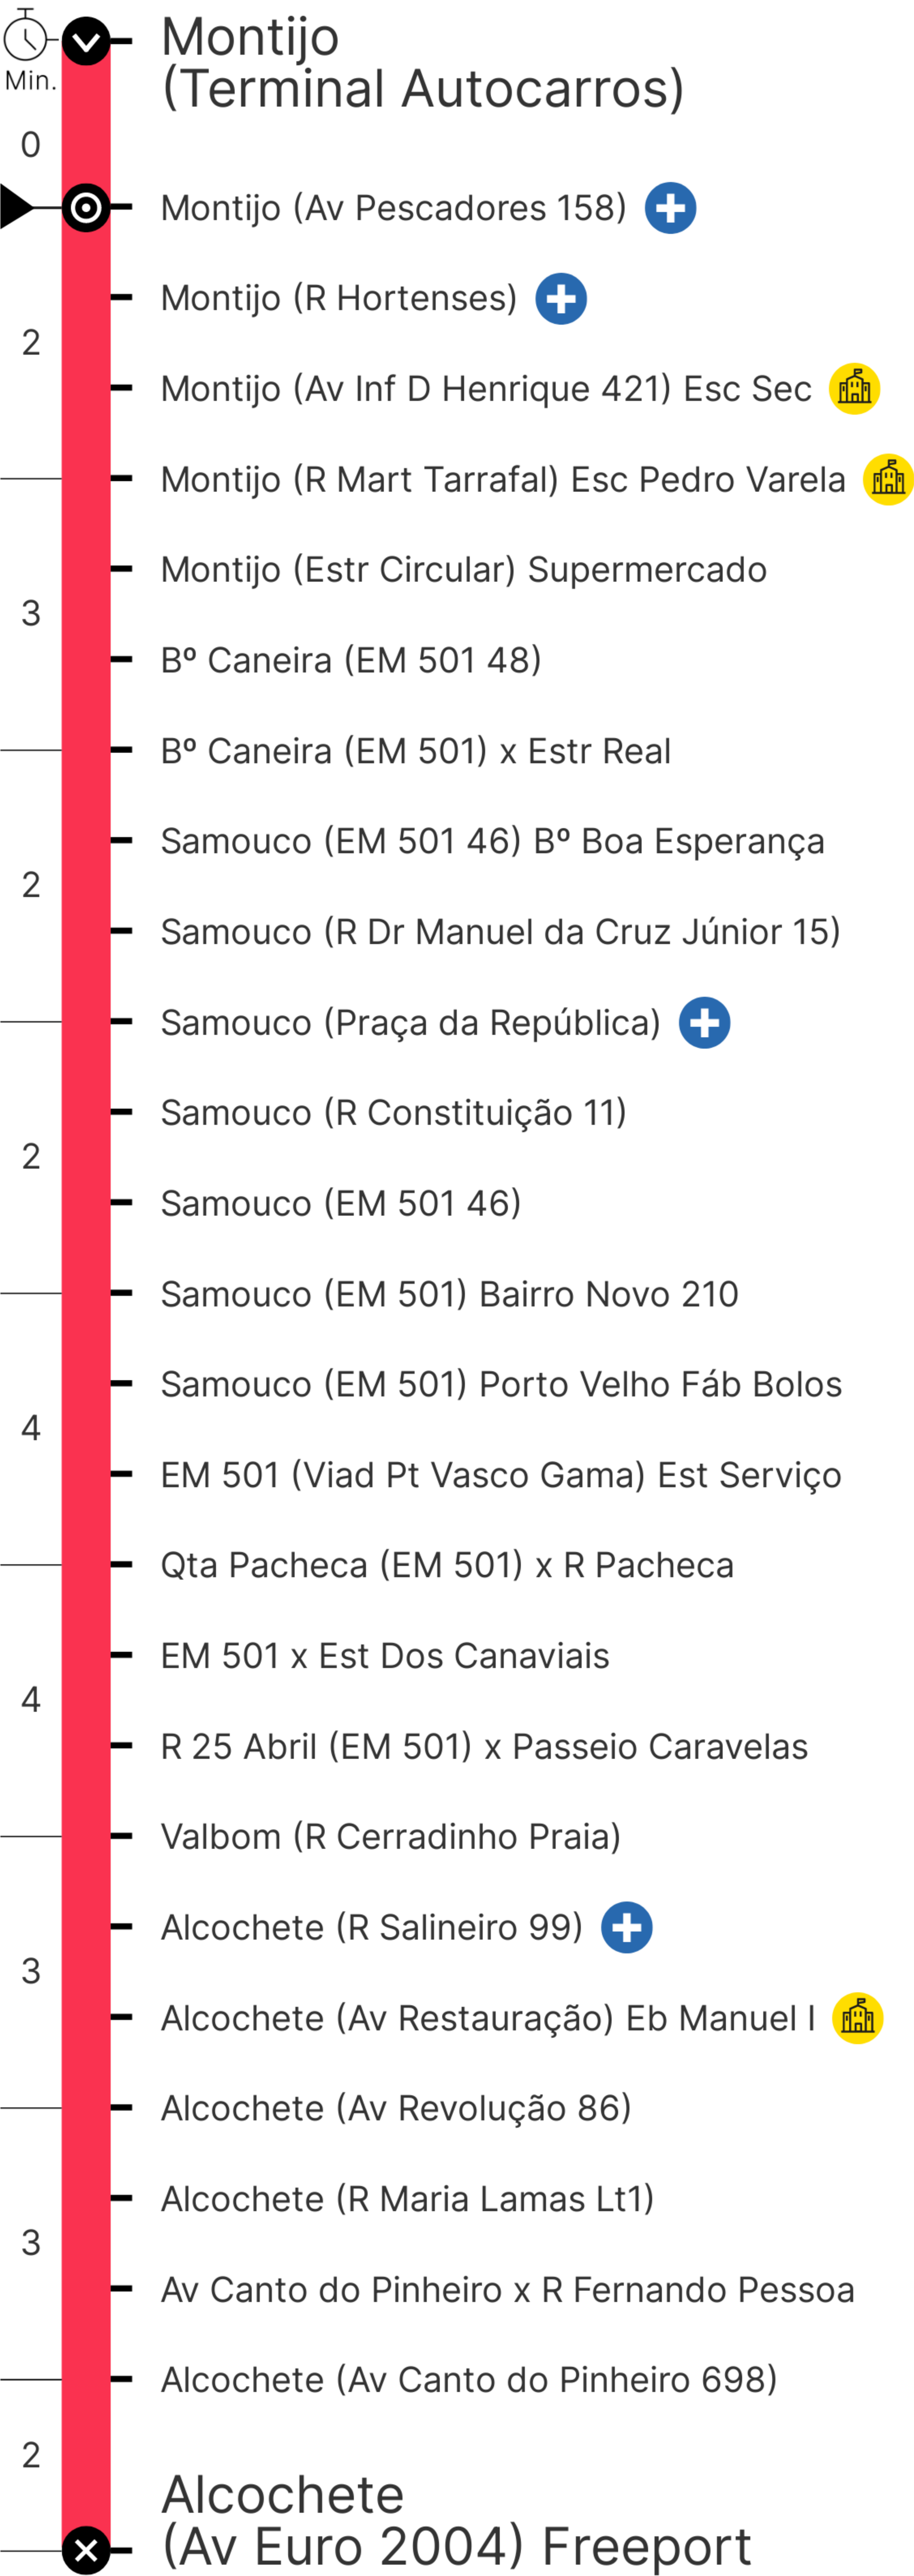 Montijo
(Terminal Autocarros)
Min.
0
Montijo (Av Pescadores 158)
Montijo (R Hortenses)
2
Montijo (Av Inf D Henrique 421) Esc Sec
Montijo (R Mart Tarrafal) Esc Pedro Varela
Montijo (Estr Circular) Supermercado
3
Bº Caneira (EM 501 48)
Bº Caneira (EM 501) x Estr Real
Samouco (EM 501 46) Bº Boa Esperança
2
Samouco (R Dr Manuel da Cruz Júnior 15)
Samouco (Praça da República)
Samouco (R Constituição 11)
2
Samouco (EM 501 46)
Samouco (EM 501) Bairro Novo 210
Samouco (EM 501) Porto Velho Fáb Bolos
4
EM 501 (Viad Pt Vasco Gama) Est Serviço
Qta Pacheca (EM 501) x R Pacheca
EM 501 x Est Dos Canaviais
4
R 25 Abril (EM 501) x Passeio Caravelas
Valbom (R Cerradinho Praia)
Alcochete (R Salineiro 99)
3
Alcochete (Av Restauração) Eb Manuel I
Alcochete (Av Revolução 86)
Alcochete (R Maria Lamas Lt1)
3
Av Canto do Pinheiro x R Fernando Pessoa
Alcochete (Av Canto do Pinheiro 698)
2
Alcochete
(Av Euro 2004) Freeport